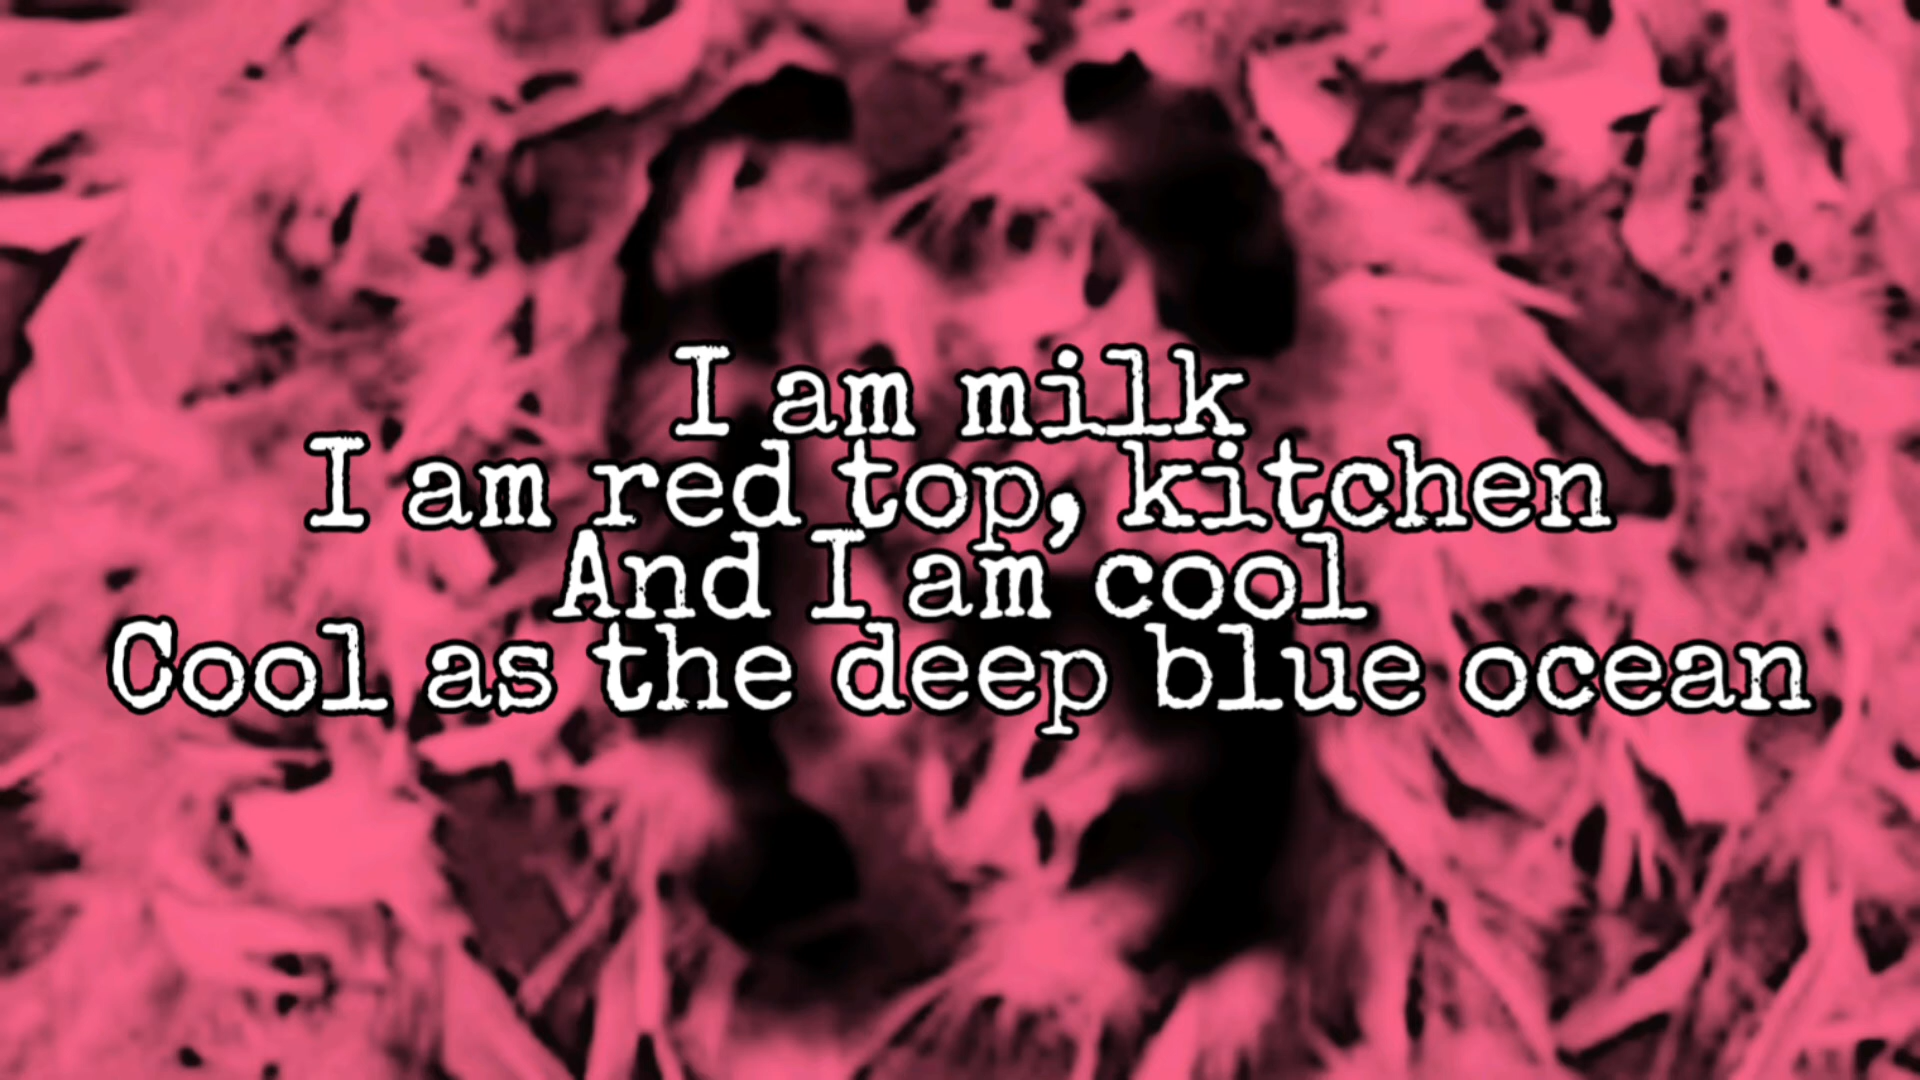 I am milk
I am red top, kitchen
And I am cool
Cool as the deep blue ocean